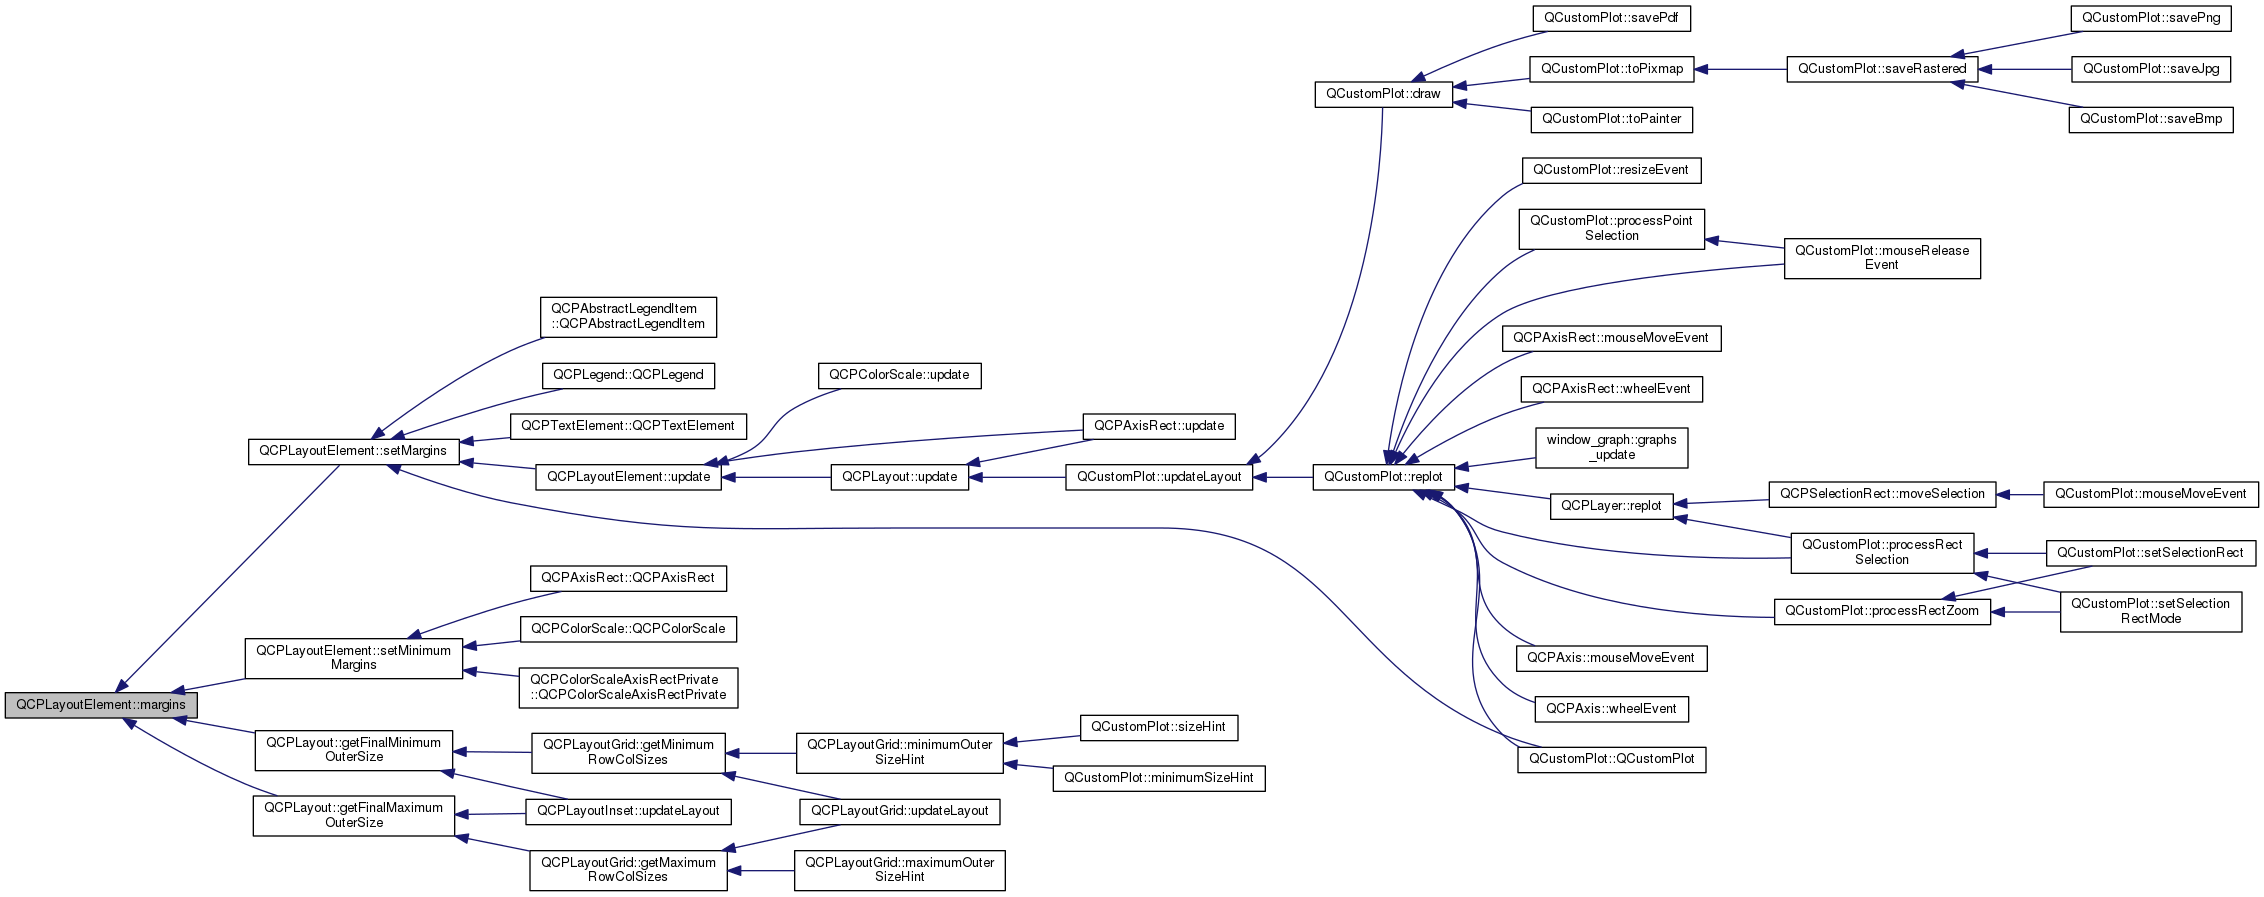 QCustomPlot::savePdf
QCustomPlot::savePng
QCustomPlot::toPixmap
QCustomPlot::saveRastered
QCustomPlot::saveJpg
QCustomPlot::draw
QCustomPlot::toPainter
QCustomPlot::saveBmp
QCustomPlot::resizeEvent
QCustomPlot::processPoint
Selection
QCustomPlot::mouseRelease
Event
QCPAbstractLegendItem
::QCPAbstractLegendItem
QCPAxisRect::mouseMoveEvent
QCPLegend::QCPLegend
QCPColorScale::update
QCPAxisRect::wheelEvent
QCPTextElement::QCPTextElement
QCPAxisRect::update
window_graph::graphs
_update
QCPLayoutElement::setMargins
QCPLayoutElement::update
QCPLayout::update
QCustomPlot::updateLayout
QCustomPlot::replot
QCPLayer::replot
QCPSelectionRect::moveSelection
QCustomPlot::mouseMoveEvent
QCustomPlot::processRect
Selection
QCustomPlot::setSelectionRect
QCPAxisRect::QCPAxisRect
QCustomPlot::processRectZoom
QCustomPlot::setSelection
RectMode
QCPColorScale::QCPColorScale
QCPLayoutElement::setMinimum
Margins
QCPAxis::mouseMoveEvent
QCPColorScaleAxisRectPrivate
::QCPColorScaleAxisRectPrivate
QCPLayoutElement::margins
QCPAxis::wheelEvent
QCustomPlot::sizeHint
QCPLayout::getFinalMinimum
OuterSize
QCPLayoutGrid::getMinimum
RowColSizes
QCPLayoutGrid::minimumOuter
SizeHint
QCustomPlot::QCustomPlot
QCustomPlot::minimumSizeHint
QCPLayout::getFinalMaximum
OuterSize
QCPLayoutInset::updateLayout
QCPLayoutGrid::updateLayout
QCPLayoutGrid::getMaximum
RowColSizes
QCPLayoutGrid::maximumOuter
SizeHint